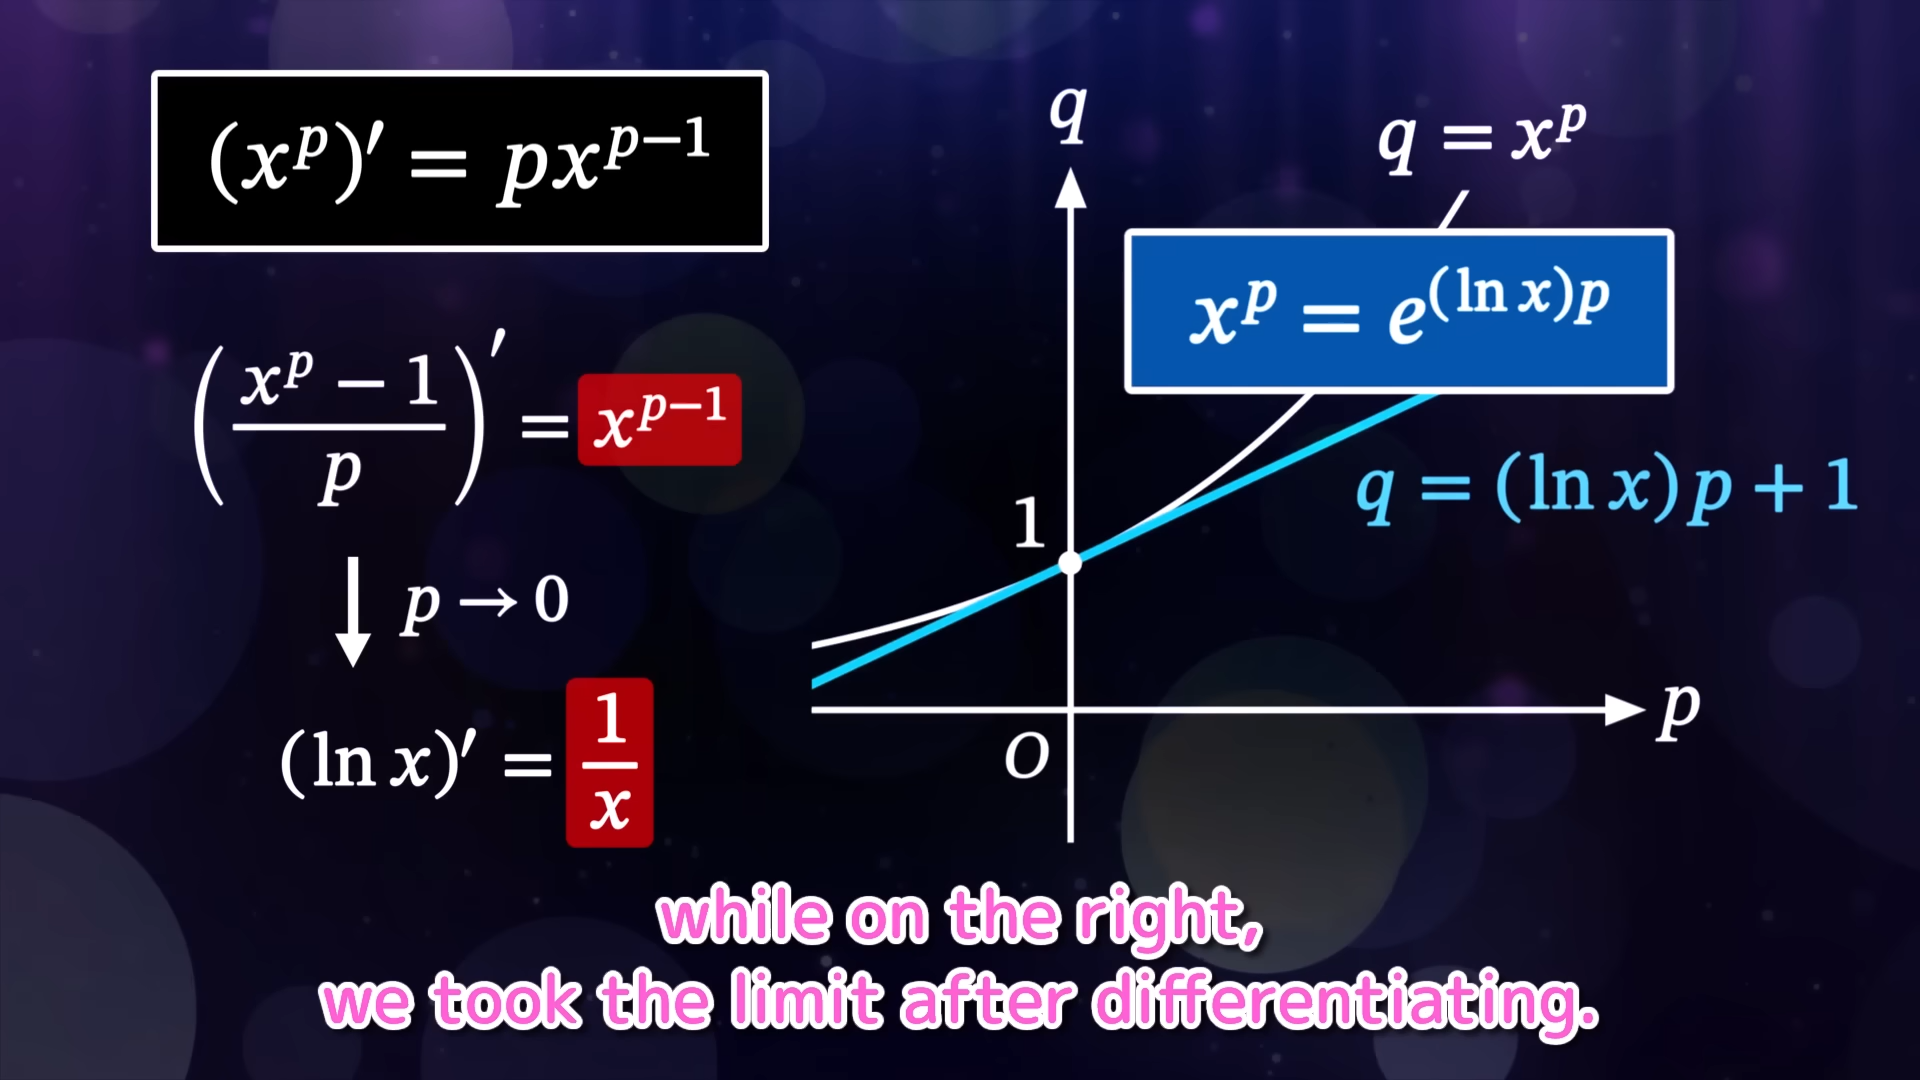 (x^p)′ = px^{p−1}
((x^p − 1)/p)′ = x^{p−1}
p → 0
(ln x)′ = 1/x
q
q = x^p
x^p = e^{(ln x)p}
q = (ln x)p + 1
1
p
O
while on the right,
we took the limit after differentiating.